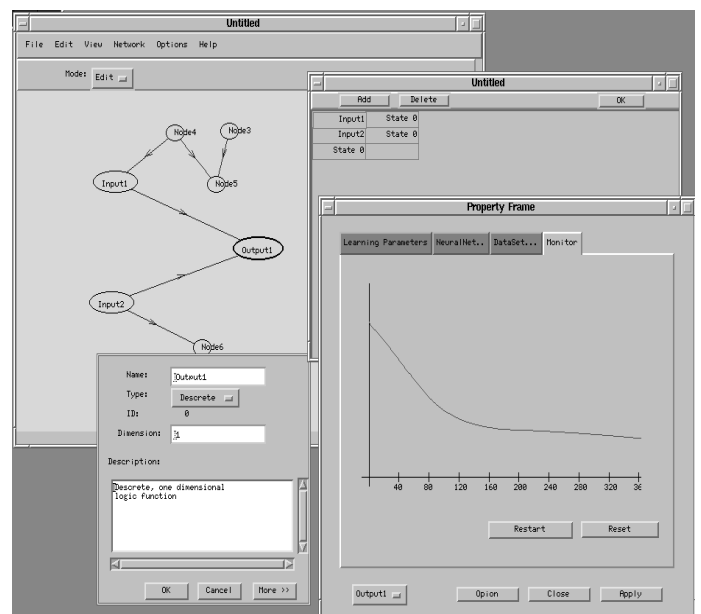 Untitled
File Edit View Network Options Help
Mode: Edit
Node4 Node3
Input1 Node5
Output1
Input2
Node6
Untitled
Add Delete OK
Input1 State 0
Input2 State 0
State 0
Property Frame
Learning Parameters NeuralNet.. DataSet... Monitor
40 80 120 160 200 240 280 320 36
Restart Reset
Output1 Opion Close Apply
Name: Output1
Type: Descrete
ID: 0
Dimension: 1
Description:
Descrete, one dimensional
logic function
OK Cancel More >>